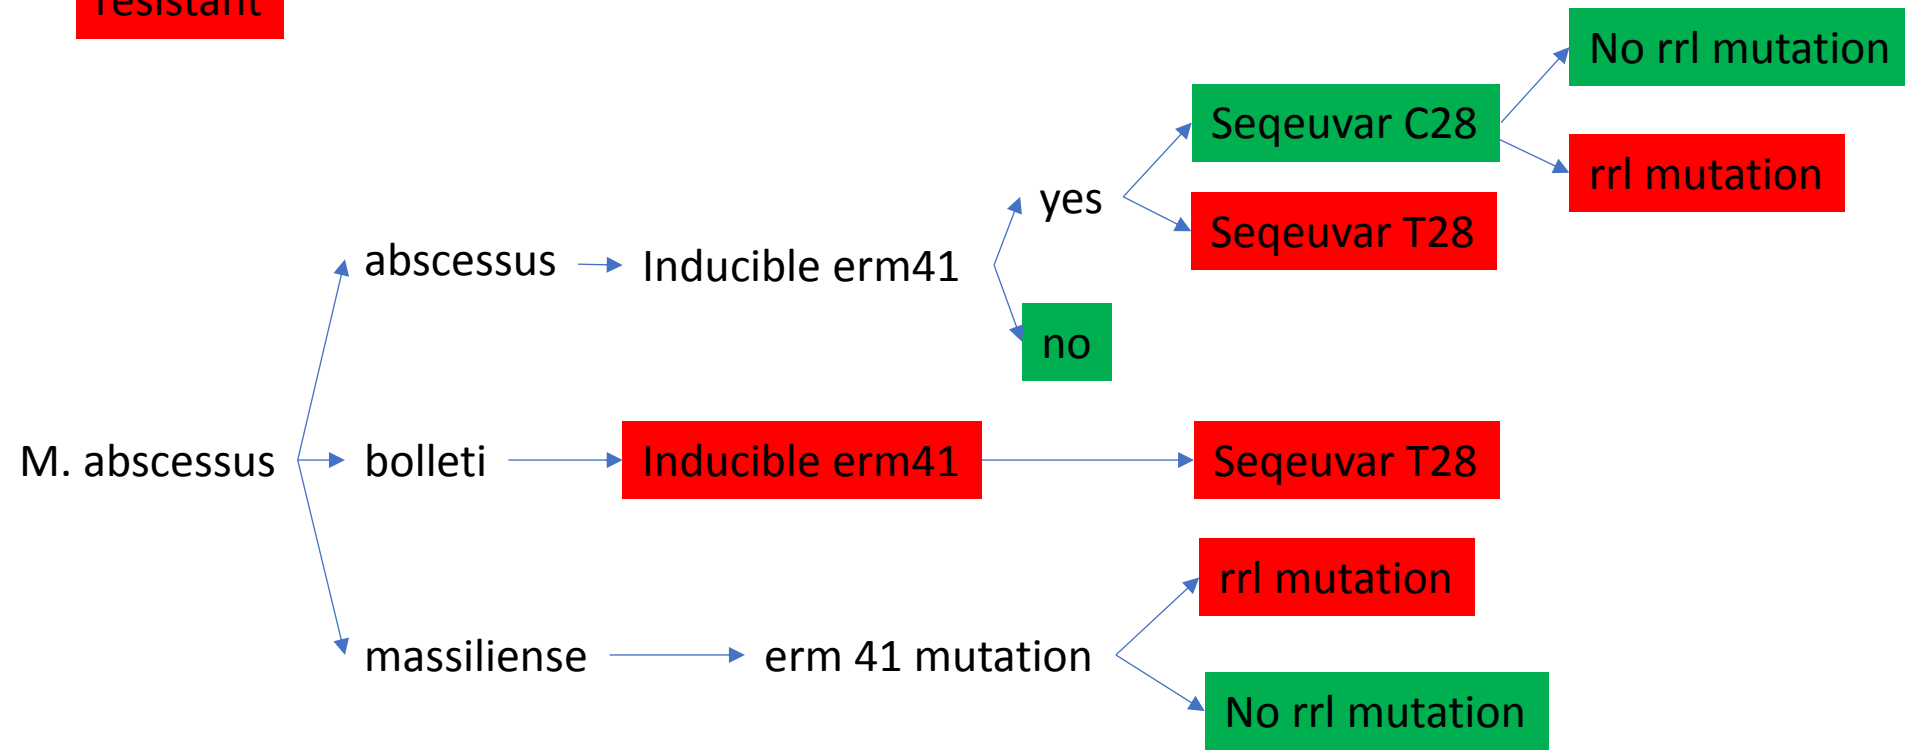 resistant
No rrl mutation
Seqeuvar C28
rrl mutation
yes
Seqeuvar T28
abscessus
Inducible erm41
no
M. abscessus
bolleti
Inducible erm41
Seqeuvar T28
rrl mutation
massiliense
erm 41 mutation
No rrl mutation